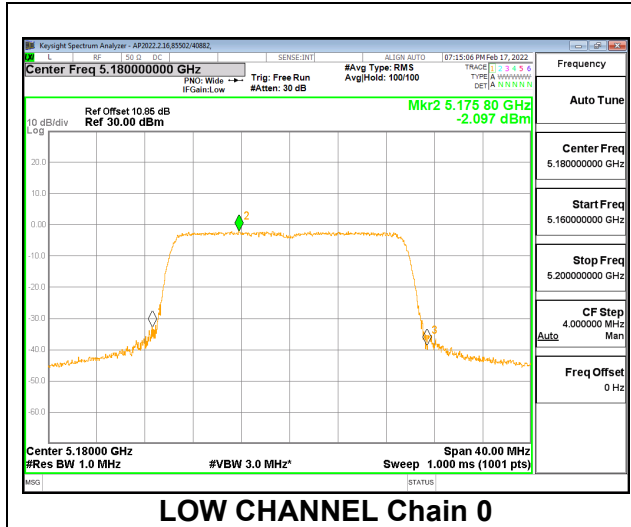 Keysight Spectrum Analyzer - AP2022.2.16,85502/40882,
L RF 50 Ω DC SENSE:INT ALIGN AUTO 07:15:06 PM Feb 17, 2022
Center Freq 5.180000000 GHz #Avg Type: RMS TRACE 1 2 3 4 5 6
PNO: Wide Trig: Free Run Avg|Hold: 100/100 TYPE A WWWWW
IFGain:Low #Atten: 30 dB DET A N N N N N
Frequency
Auto Tune
Center Freq
5.180000000 GHz
Start Freq
5.160000000 GHz
Stop Freq
5.200000000 GHz
CF Step
4.000000 MHz
Auto Man
Freq Offset
0 Hz
Mkr2 5.175 80 GHz
-2.097 dBm
Ref Offset 10.85 dB
10 dB/div Ref 30.00 dBm
Log
20.0
10.0
0.00
-10.0
-20.0
-30.0
-40.0
-50.0
-60.0
2
3
Center 5.18000 GHz Span 40.00 MHz
#Res BW 1.0 MHz #VBW 3.0 MHz* Sweep 1.000 ms (1001 pts)
MSG STATUS
LOW CHANNEL Chain 0